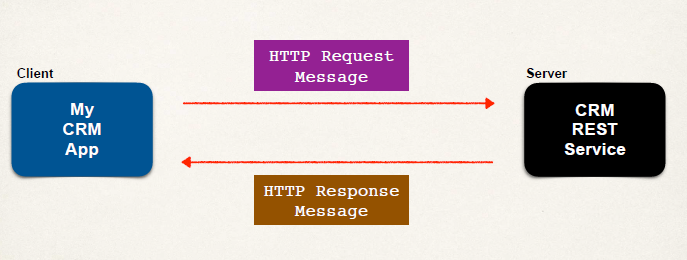 HTTP Request
Message
Client
My
CRM
App
Server
CRM
REST
Service
HTTP Response
Message